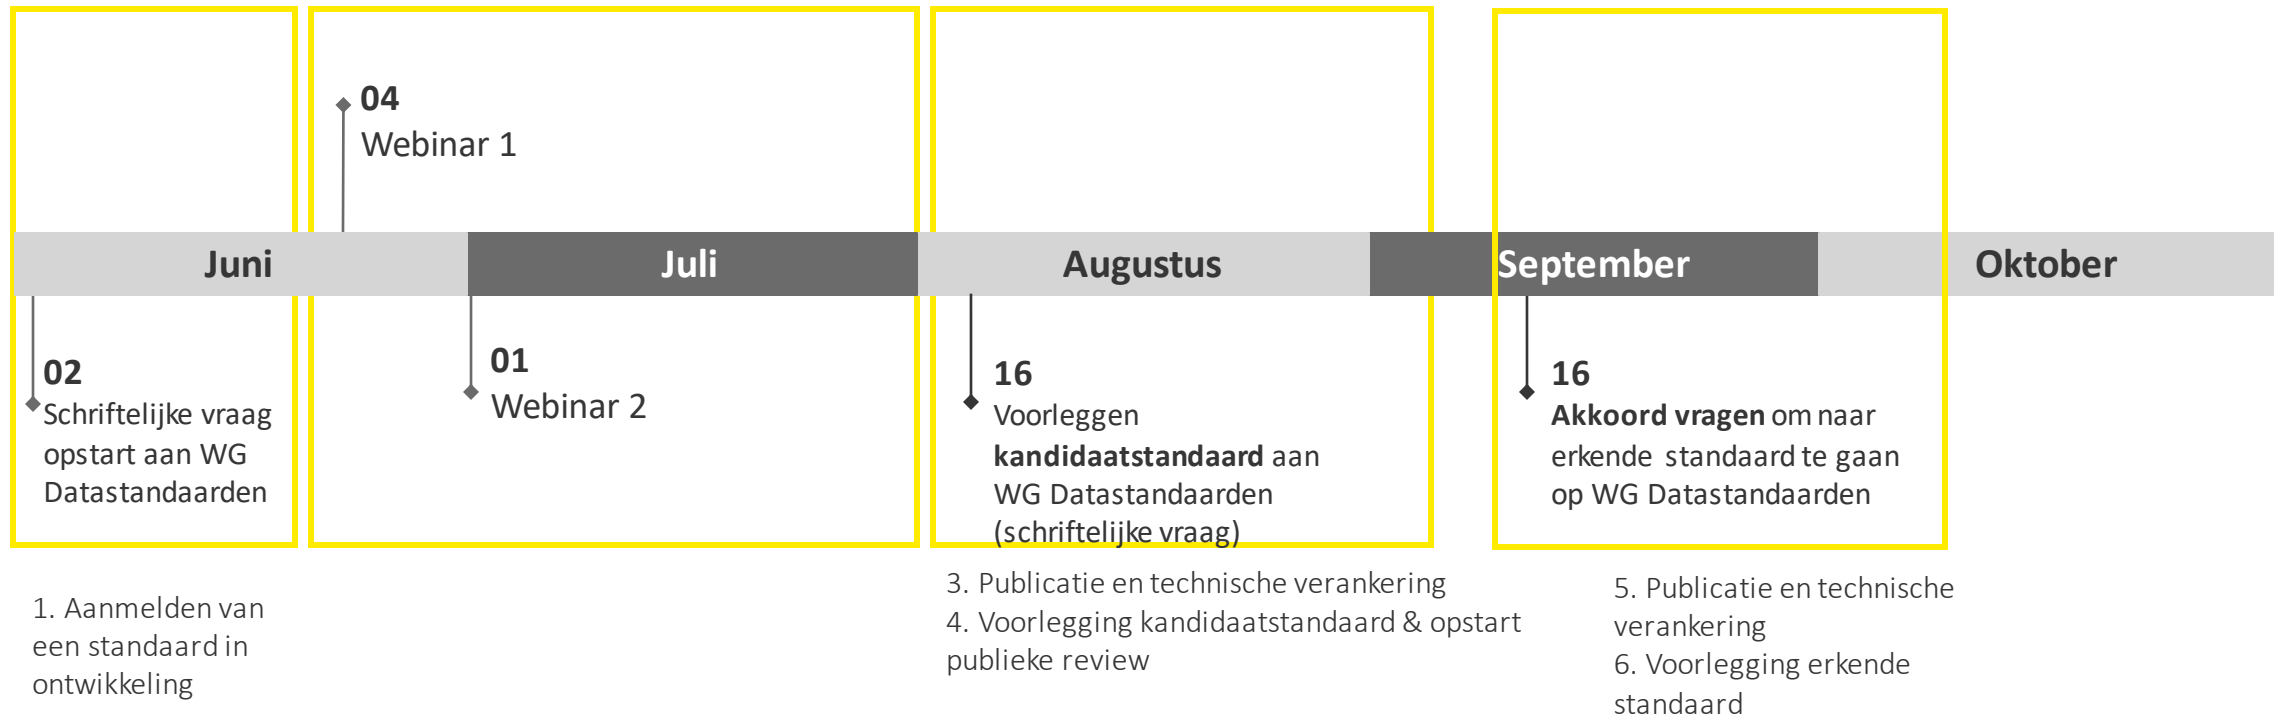 04
Webinar 1
Juni
Juli
Augustus
September
Oktober
02
Schriftelijke vraag
opstart aan WG
Datastandaarden
01
Webinar 2
16
Voorleggen
kandidaatstandaard aan
WG Datastandaarden
(schriftelijke vraag)
16
Akkoord vragen om naar
erkende standaard te gaan
op WG Datastandaarden
1. Aanmelden van
een standaard in
ontwikkeling
3. Publicatie en technische verankering
4. Voorlegging kandidaatstandaard & opstart
publieke review
5. Publicatie en technische
verankering
6. Voorlegging erkende
standaard